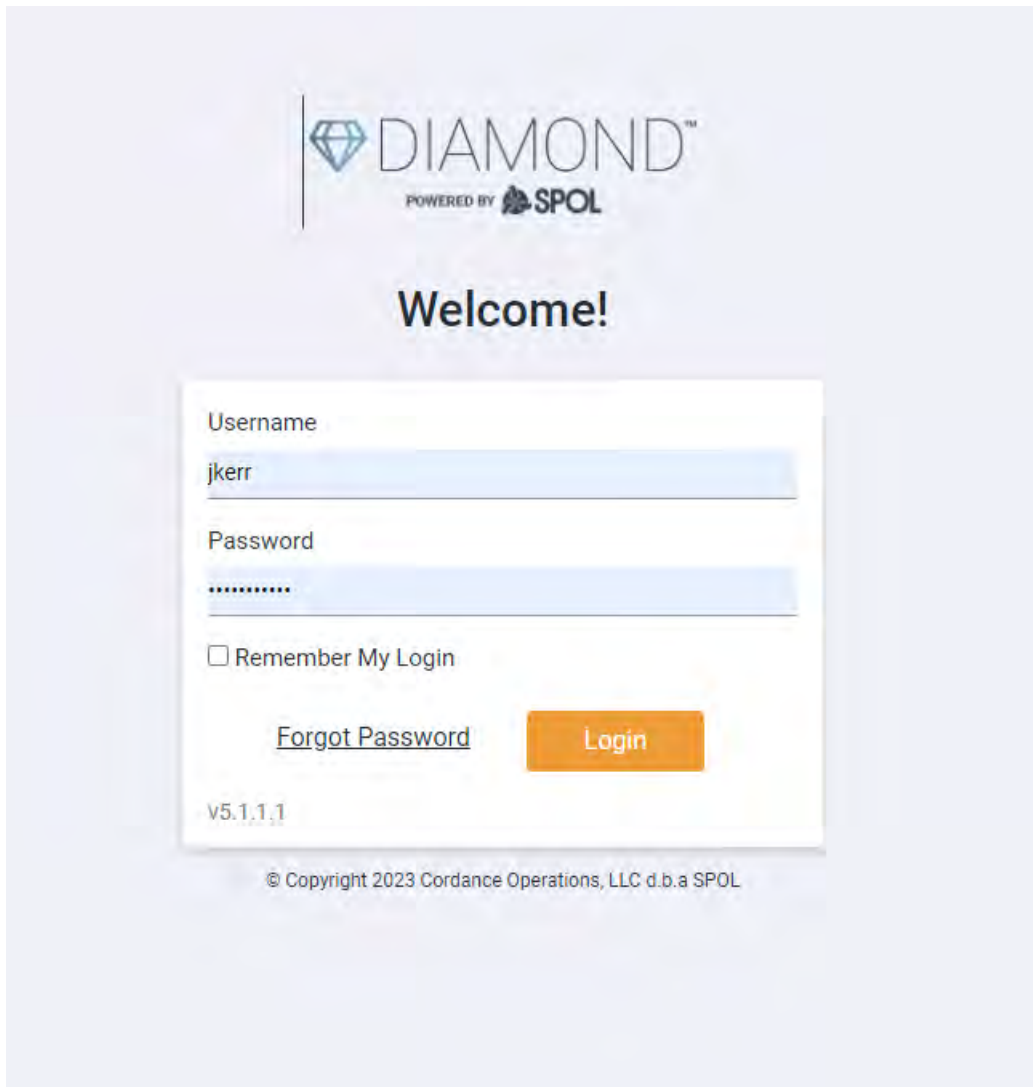 DIAMOND™
POWERED BY SPOL
Welcome!
Username
jkerr
Password
...........
Remember My Login
Forgot Password Login
v5.1.1.1
© Copyright 2023 Cordance Operations, LLC d.b.a SPOL